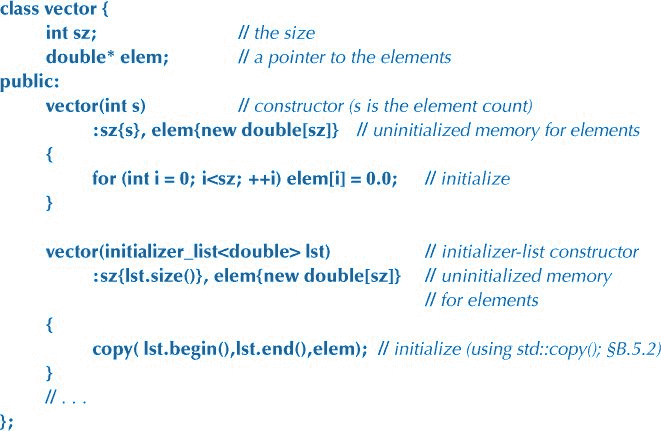 class vector {
int sz; // the size
double* elem; // a pointer to the elements
public:
vector(int s) // constructor (s is the element count)
:sz{s}, elem{new double[sz]} // uninitialized memory for elements
{
for (int i = 0; i<sz; ++i) elem[i] = 0.0; // initialize
}
vector(initializer_list<double> lst) // initializer-list constructor
:sz{lst.size()}, elem{new double[sz]} // uninitialized memory
// for elements
{
copy( lst.begin(),lst.end(),elem); // initialize (using std::copy(); §B.5.2)
}
// . . .
};